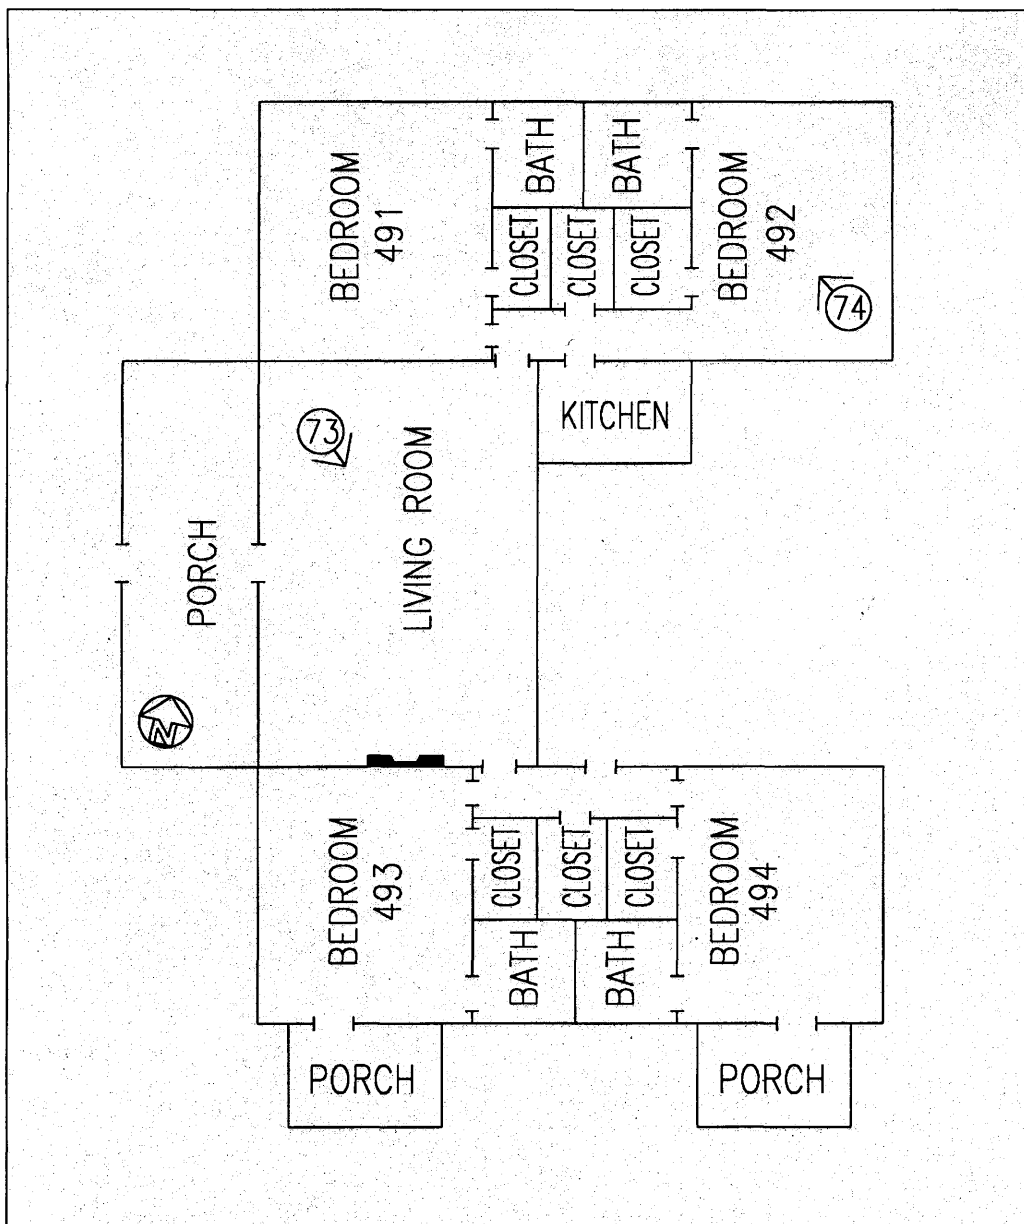 BEDROOM
491
BATH
BATH
CLOSET
CLOSET
CLOSET
BEDROOM
492
74
KITCHEN
73
LIVING ROOM
PORCH
N
BEDROOM
493
CLOSET
CLOSET
CLOSET
BATH
BATH
BEDROOM
494
PORCH
PORCH